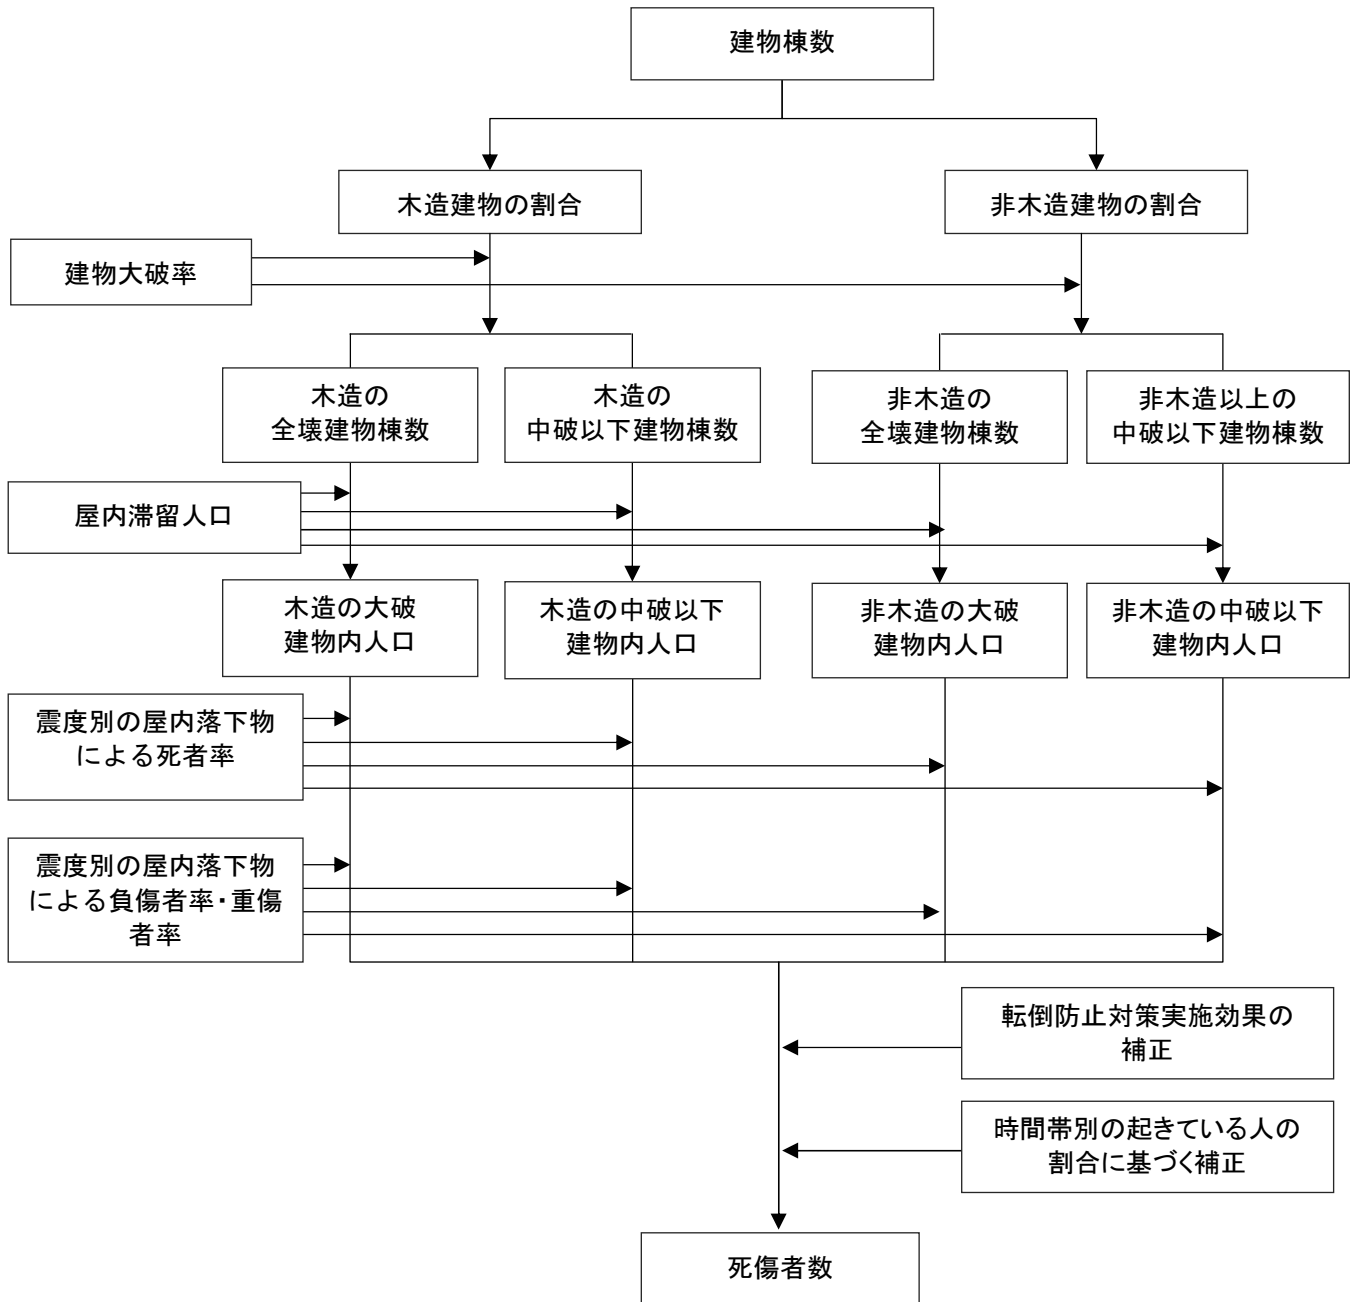 建物棟数
木造建物の割合
非木造建物の割合
建物大破率
木造の
全壊建物棟数
木造の
中破以下建物棟数
非木造の
全壊建物棟数
非木造以上の
中破以下建物棟数
屋内滞留人口
木造の大破
建物内人口
木造の中破以下
建物内人口
非木造の大破
建物内人口
非木造の中破以下
建物内人口
震度別の屋内落下物
による死者率
震度別の屋内落下物
による負傷者率・重傷
者率
転倒防止対策実施効果の
補正
時間帯別の起きている人の
割合に基づく補正
死傷者数